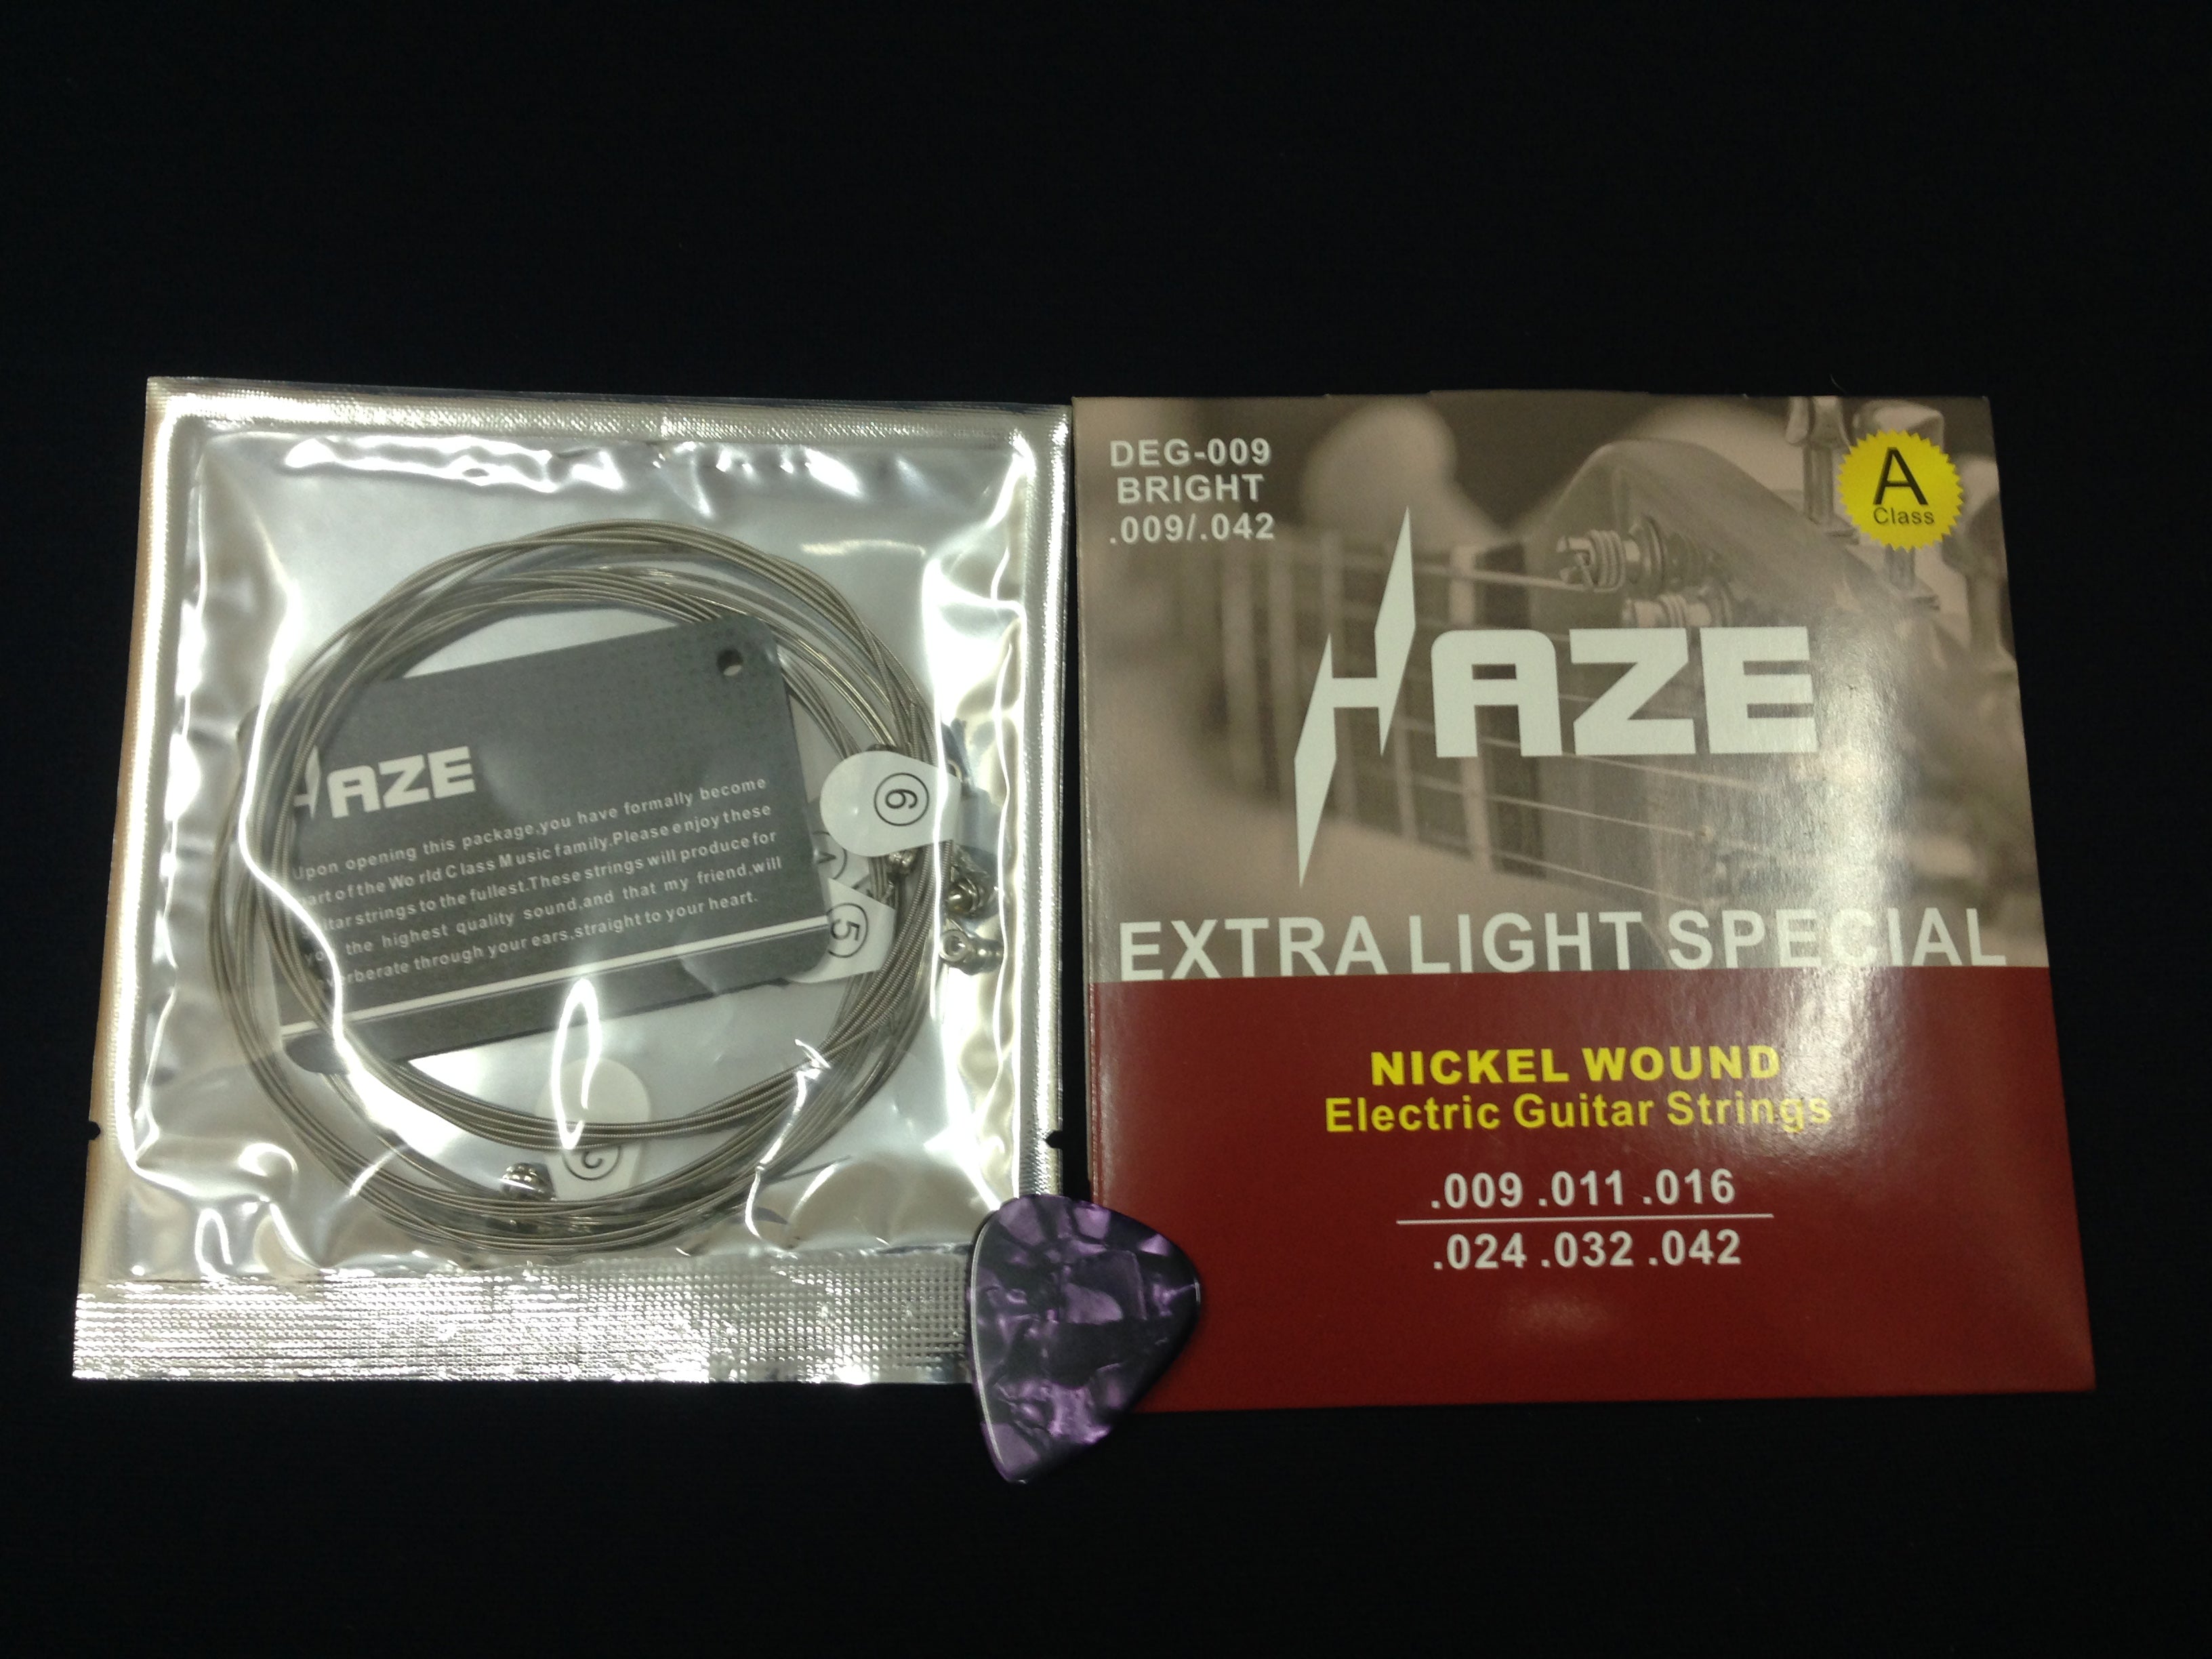 HAZE
Upon opening this package,you have formally become
part of the World Class Music family.Please enjoy these
guitar strings to the fullest.These strings will produce for
you the highest quality sound,and that my friend,will
through your ears,straight to your heart.
6
5
DEG-009
BRIGHT
.009/.042
A
Class
HAZE
EXTRA LIGHT SPECIAL
NICKEL WOUND
Electric Guitar Strings
.009 .011 .016
.024 .032 .042